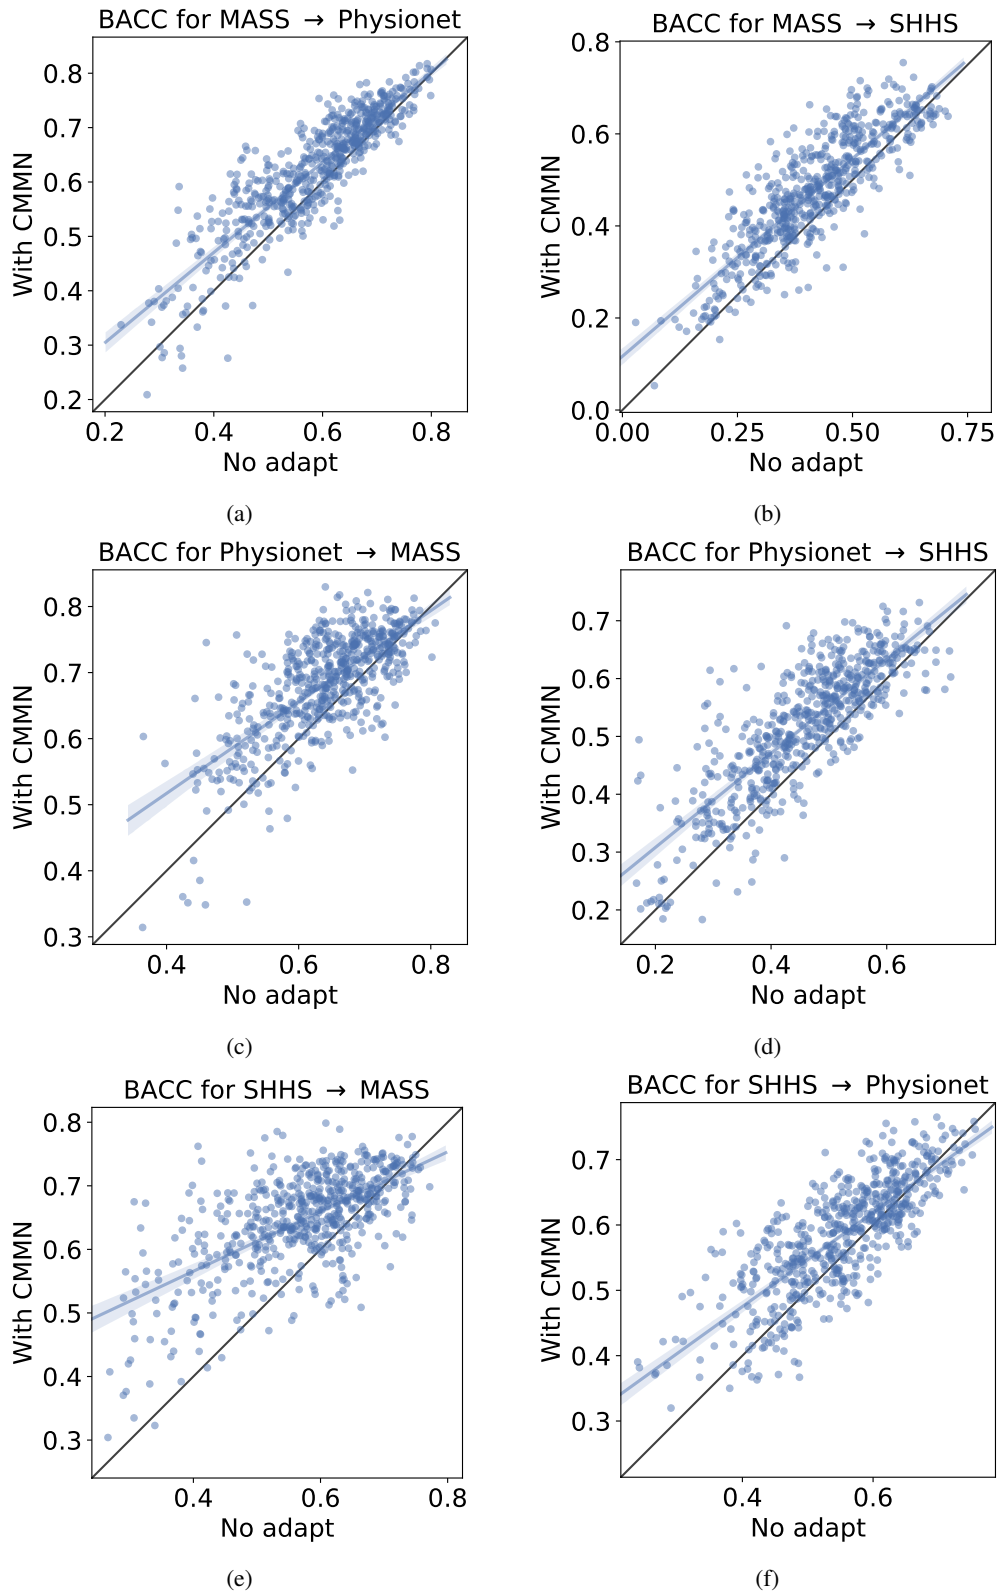 BACC for MASS → Physionet
With CMMN
0.8
0.7
0.6
0.5
0.4
0.3
0.2
0.2 0.4 0.6 0.8
No adapt
(a)
BACC for MASS → SHHS
With CMMN
0.8
0.6
0.4
0.2
0.0
0.00 0.25 0.50 0.75
No adapt
(b)
BACC for Physionet → MASS
With CMMN
0.8
0.7
0.6
0.5
0.4
0.3
0.4 0.6 0.8
No adapt
(c)
BACC for Physionet → SHHS
With CMMN
0.7
0.6
0.5
0.4
0.3
0.2
0.2 0.4 0.6
No adapt
(d)
BACC for SHHS → MASS
With CMMN
0.8
0.7
0.6
0.5
0.4
0.3
0.4 0.6 0.8
No adapt
(e)
BACC for SHHS → Physionet
With CMMN
0.7
0.6
0.5
0.4
0.3
0.4 0.6
No adapt
(f)